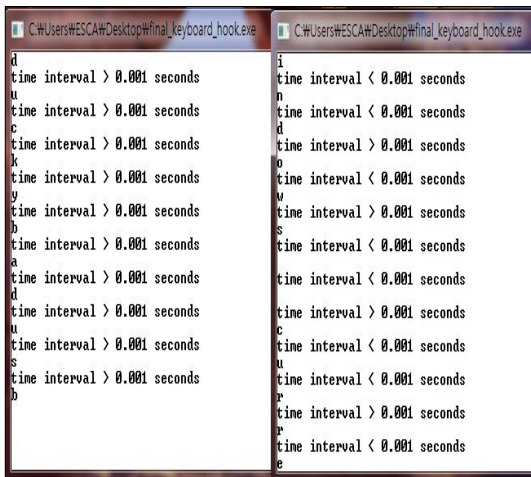 C:₩Users₩ESCA₩Desktop₩final_keyboard_hook.exe
d
time interval > 0.001 seconds
u
time interval > 0.001 seconds
c
time interval > 0.001 seconds
k
time interval > 0.001 seconds
y
time interval > 0.001 seconds
b
time interval > 0.001 seconds
a
time interval > 0.001 seconds
d
time interval > 0.001 seconds
u
time interval > 0.001 seconds
s
time interval > 0.001 seconds
b
C:₩Users₩ESCA₩Desktop₩final_keyboard_hook.exe
i
time interval < 0.001 seconds
n
time interval < 0.001 seconds
d
time interval > 0.001 seconds
o
time interval < 0.001 seconds
w
time interval > 0.001 seconds
s
time interval < 0.001 seconds
time interval < 0.001 seconds
time interval > 0.001 seconds
c
time interval < 0.001 seconds
u
time interval < 0.001 seconds
r
time interval > 0.001 seconds
r
time interval < 0.001 seconds
e